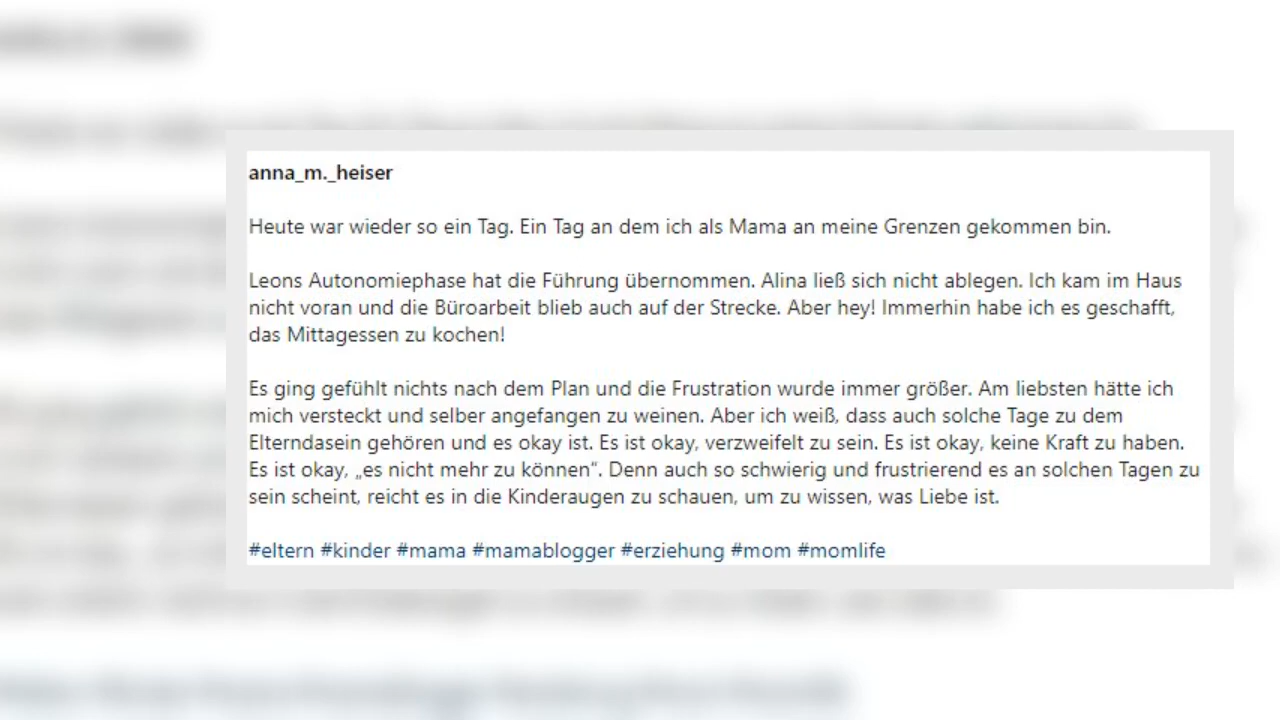 anna_m._heiser
Heute war wieder so ein Tag. Ein Tag an dem ich als Mama an meine Grenzen gekommen bin.
Leons Autonomiephase hat die Führung übernommen. Alina ließ sich nicht ablegen. Ich kam im Haus
nicht voran und die Büroarbeit blieb auch auf der Strecke. Aber hey! Immerhin habe ich es geschafft,
das Mittagessen zu kochen!
Es ging gefühlt nichts nach dem Plan und die Frustration wurde immer größer. Am liebsten hätte ich
mich versteckt und selber angefangen zu weinen. Aber ich weiß, dass auch solche Tage zu dem
Elterndasein gehören und es okay ist. Es ist okay, verzweifelt zu sein. Es ist okay, keine Kraft zu haben.
Es ist okay, „es nicht mehr zu können“. Denn auch so schwierig und frustrierend es an solchen Tagen zu
sein scheint, reicht es in die Kinderaugen zu schauen, um zu wissen, was Liebe ist.
#eltern #kinder #mama #mamablogger #erziehung #mom #momlife